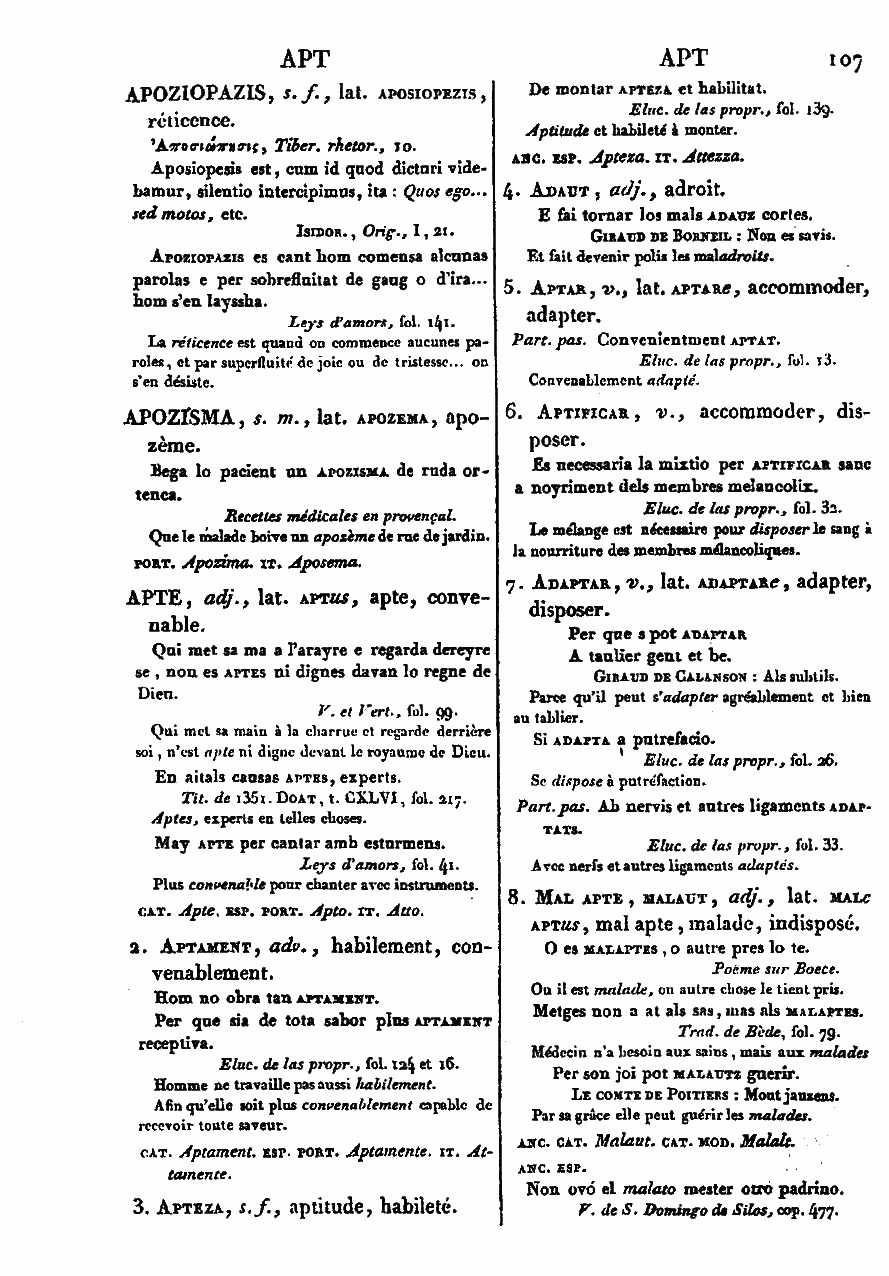 APT
APT 107
APOZIOPAZIS, s. f., lat. APOSIOPEZIS,
réticence.
Ἀποσιώπησις, Tiber. rhetor., 10.
Aposiopesis est, cum id quod dicturi vide-
bamur, silentio intercipimus, ita : Quos ego...
sed motos, etc.
ISIDOR., Orig., I, 21.
APOZIOPAZIS es cant hom comensa alcunas
parolas e per sobrefluitat de gaug o d'ira...
hom s'en layssha.
Leys d'amors, fol. 141.
La réticence est quand on commence aucunes pa-
roles, et par superfluité de joie ou de tristesse... on
s'en désiste.
APOZISMA, s. m., lat. APOZEMA, apo-
zème.
Bega lo pacient un APOZISMA de ruda or-
tenca.
Recettes médicales en provençal.
Que le malade boive un apozème de rue de jardin.
PORT. Apozima. IT. Aposema.
APTE, adj., lat. APTus, apte, conve-
nable.
Qui met sa ma a l'arayre e regarda dereyre
se, non es APTES ni dignes davan lo regne de
Dieu.
V. et Vert., fol. 99.
Qui met sa main à la charrue et regarde derrière
soi, n'est apte ni digne devant le royaume de Dieu.
En aitals causas APTES, experts.
Tit. de 1351. DOAT, t. CXLVI, fol. 217.
Aptes, experts en telles choses.
May APTE per cantar amb esturmens.
Leys d'amors, fol. 41.
Plus convenable pour chanter avec instruments.
CAT. Apte. ESP. PORT. Apto. IT. Atto.
2. APTAMENT, adv., habilement, con-
venablement.
Hom no obra tan APTAMENT.
Per que sia de tota sabor plus APTAMENT
receptiva.
Eluc. de las propr., fol. 124 et 16.
Homme ne travaille pas aussi habilement.
Afin qu'elle soit plus convenablement capable de
recevoir toute saveur.
CAT. Aptament. ESP. PORT. Aptamente. IT. At-
tamente.
3. APTEZA, s. f., aptitude, habileté.
De montar APTEZA et habilitat.
Eluc. de las propr., fol. 139.
Aptitude et habileté à monter.
ANC. ESP. Apteza. IT. Attezza.
4. ADAUT, adj., adroit.
E fai tornar los mals ADAUZ cortes.
GIRAUD DE BORNEIL : Non es savis.
Et fait devenir polis les maladroits.
5. APTAR, v., lat. APTARe, accommoder,
adapter.
Part. pas. Convenientment APTAT.
Eluc. de las propr., fol. 13.
Convenablement adapté.
6. APTIFICAR, v., accommoder, dis-
poser.
Es necessaria la mixtio per APTIFICAR sanc
a noyriment dels membres melancolix.
Eluc. de las propr., fol. 32.
Le mélange est nécessaire pour disposer le sang à
la nourriture des membres mélancoliques.
7. ADAPTAR, v., lat. ADAPTARe, adapter,
disposer.
Per que s pot ADAPTAR
A taulier gent et be.
GIRAUD DE CALANSON : Als subtils.
Parce qu'il peut s'adapter agréablement et bien
au tablier.
Si ADAPTA a putrefacio.
Eluc. de las propr., fol. 26.
Se dispose à putréfaction.
Part. pas. Ab nervis et autres ligaments ADAP-
TATS.
Eluc. de las propr., fol. 33.
Avec nerfs et autres ligaments adaptés.
8. MAL APTE, MALAUT, adj., lat. MALe
APTus, mal apte, malade, indisposé.
O es MALAPTES, o autre pres lo te.
Poëme sur Boece.
Ou il est malade, ou autre chose le tient pris.
Metges non a at als sas, mas als MALAPTES.
Trad. de Bède, fol. 79.
Médecin n'a besoin aux sains, mais aux malades
Per son joi pot MALAUTZ guerir.
LE COMTE DE POITIERS : Mout jauzens.
Par sa grâce elle peut guérir les malades.
ANC. CAT. Malaut. CAT. MOD. Malalt.
ANC. ESP.
Non ovó el malato mester otro padrino.
V. de S. Domingo de Silos, cop. 477.